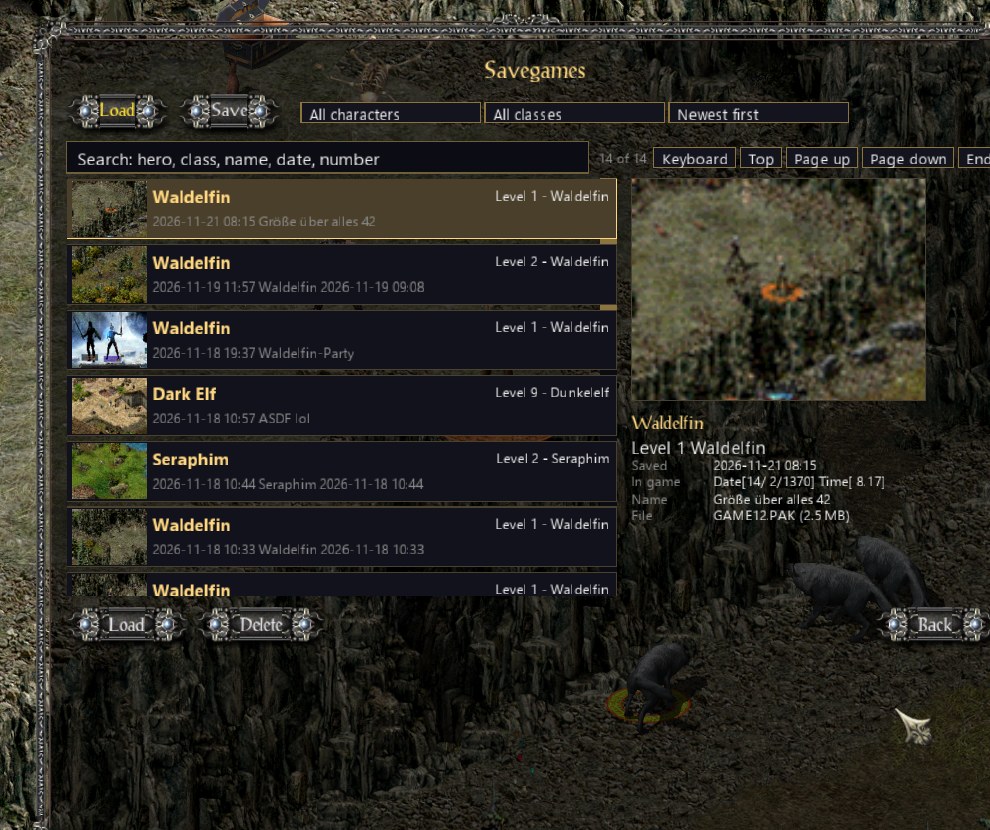 Savegames
Load Save All characters All classes Newest first
Search: hero, class, name, date, number 14 of 14 Keyboard Top Page up Page down End
Waldelfin Level 1 - Waldelfin
2026-11-21 08:15 Größe über alles 42
Waldelfin Level 2 - Waldelfin
2026-11-19 11:57 Waldelfin 2026-11-19 09:08
Waldelfin Level 1 - Waldelfin
2026-11-18 19:37 Waldelfin-Party
Dark Elf Level 9 - Dunkelelf
2026-11-18 10:57 ASDF lol
Seraphim Level 2 - Seraphim
2026-11-18 10:44 Seraphim 2026-11-18 10:44
Waldelfin Level 1 - Waldelfin
2026-11-18 10:33 Waldelfin 2026-11-18 10:33
Waldelfin Level 1 - Waldelfin
Waldelfin
Level 1 Waldelfin
Saved 2026-11-21 08:15
In game Date[14/ 2/1370] Time[ 8.17]
Name Größe über alles 42
File GAME12.PAK (2.5 MB)
Load Delete Back